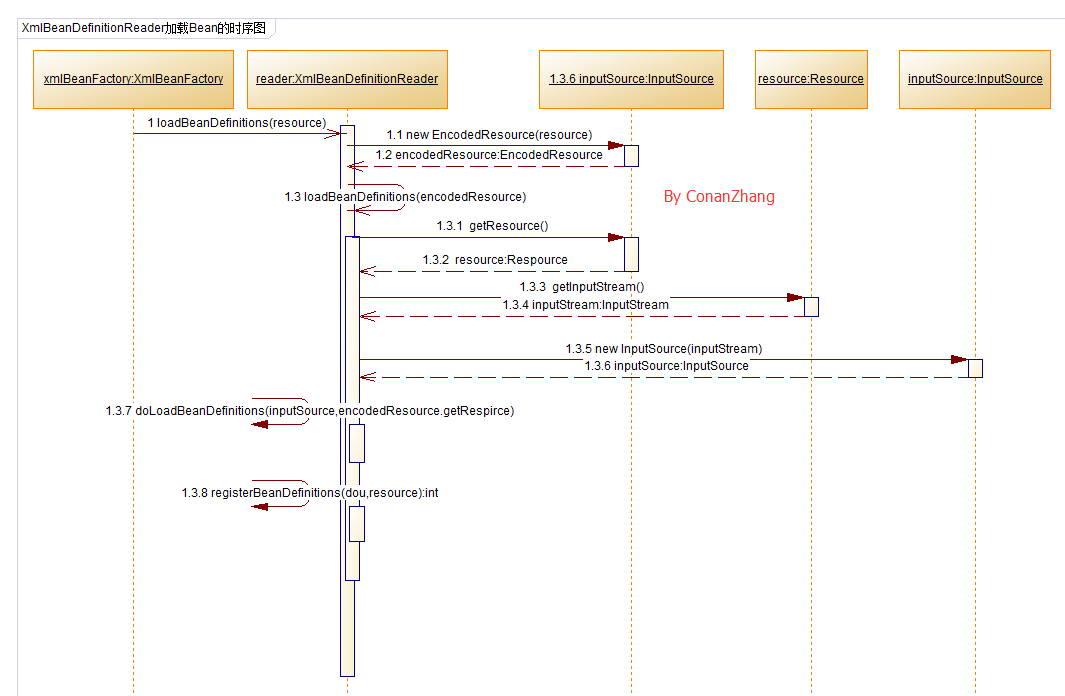 XmlBeanDefinitionReader加载Bean的时序图
xmlBeanFactory:XmlBeanFactory
reader:XmlBeanDefinitionReader
1.3.6 inputSource:InputSource
resource:Resource
inputSource:InputSource
1 loadBeanDefinitions(resource)
1.1 new EncodedResource(resource)
1.2 encodedResource:EncodedResource
1.3 loadBeanDefinitions(encodedResource)
By ConanZhang
1.3.1 getResource()
1.3.2 resource:Respource
1.3.3 getInputStream()
1.3.4 inputStream:InputStream
1.3.5 new InputSource(inputStream)
1.3.6 inputSource:InputSource
1.3.7 doLoadBeanDefinitions(inputSource,encodedResource.getRespirce)
1.3.8 registerBeanDefinitions(dou,resource):int